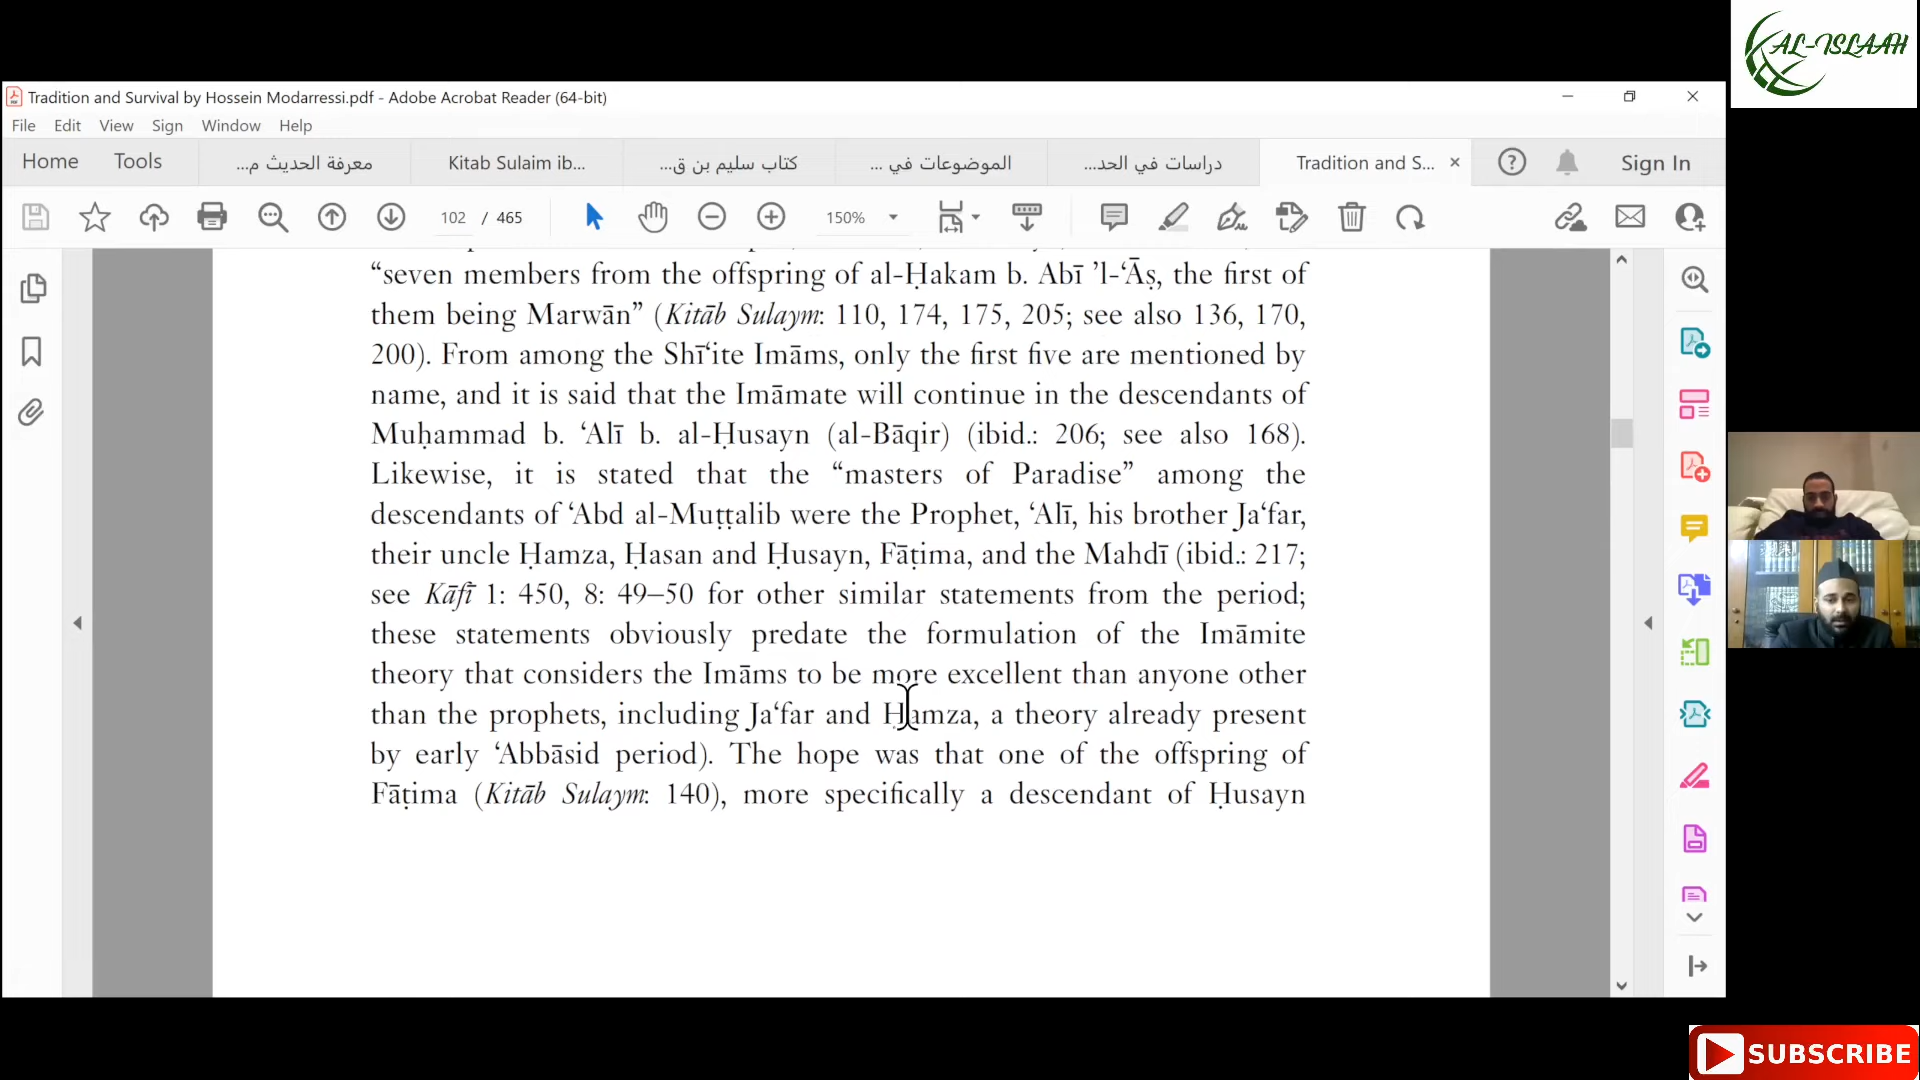 AL-ISLAAH
Tradition and Survival by Hossein Modarressi.pdf - Adobe Acrobat Reader (64-bit)
File Edit View Sign Window Help
Home Tools معرفة الحديث م... Kitab Sulaim ib... كتاب سليم بن ق... الموضوعات في ... دراسات في الحد... Tradition and S... Sign In
102 / 465 150%
“seven members from the offspring of al-Ḥakam b. Abī ’l-‘Āṣ, the first of
them being Marwān” (Kitāb Sulaym: 110, 174, 175, 205; see also 136, 170,
200). From among the Shī‘ite Imāms, only the first five are mentioned by
name, and it is said that the Imāmate will continue in the descendants of
Muḥammad b. ‘Alī b. al-Ḥusayn (al-Bāqir) (ibid.: 206; see also 168).
Likewise, it is stated that the “masters of Paradise” among the
descendants of ‘Abd al-Muṭṭalib were the Prophet, ‘Alī, his brother Ja‘far,
their uncle Ḥamza, Ḥasan and Ḥusayn, Fāṭima, and the Mahdī (ibid.: 217;
see Kāfī 1: 450, 8: 49–50 for other similar statements from the period;
these statements obviously predate the formulation of the Imāmite
theory that considers the Imāms to be more excellent than anyone other
than the prophets, including Ja‘far and Ḥamza, a theory already present
by early ‘Abbāsid period). The hope was that one of the offspring of
Fāṭima (Kitāb Sulaym: 140), more specifically a descendant of Ḥusayn
SUBSCRIBE